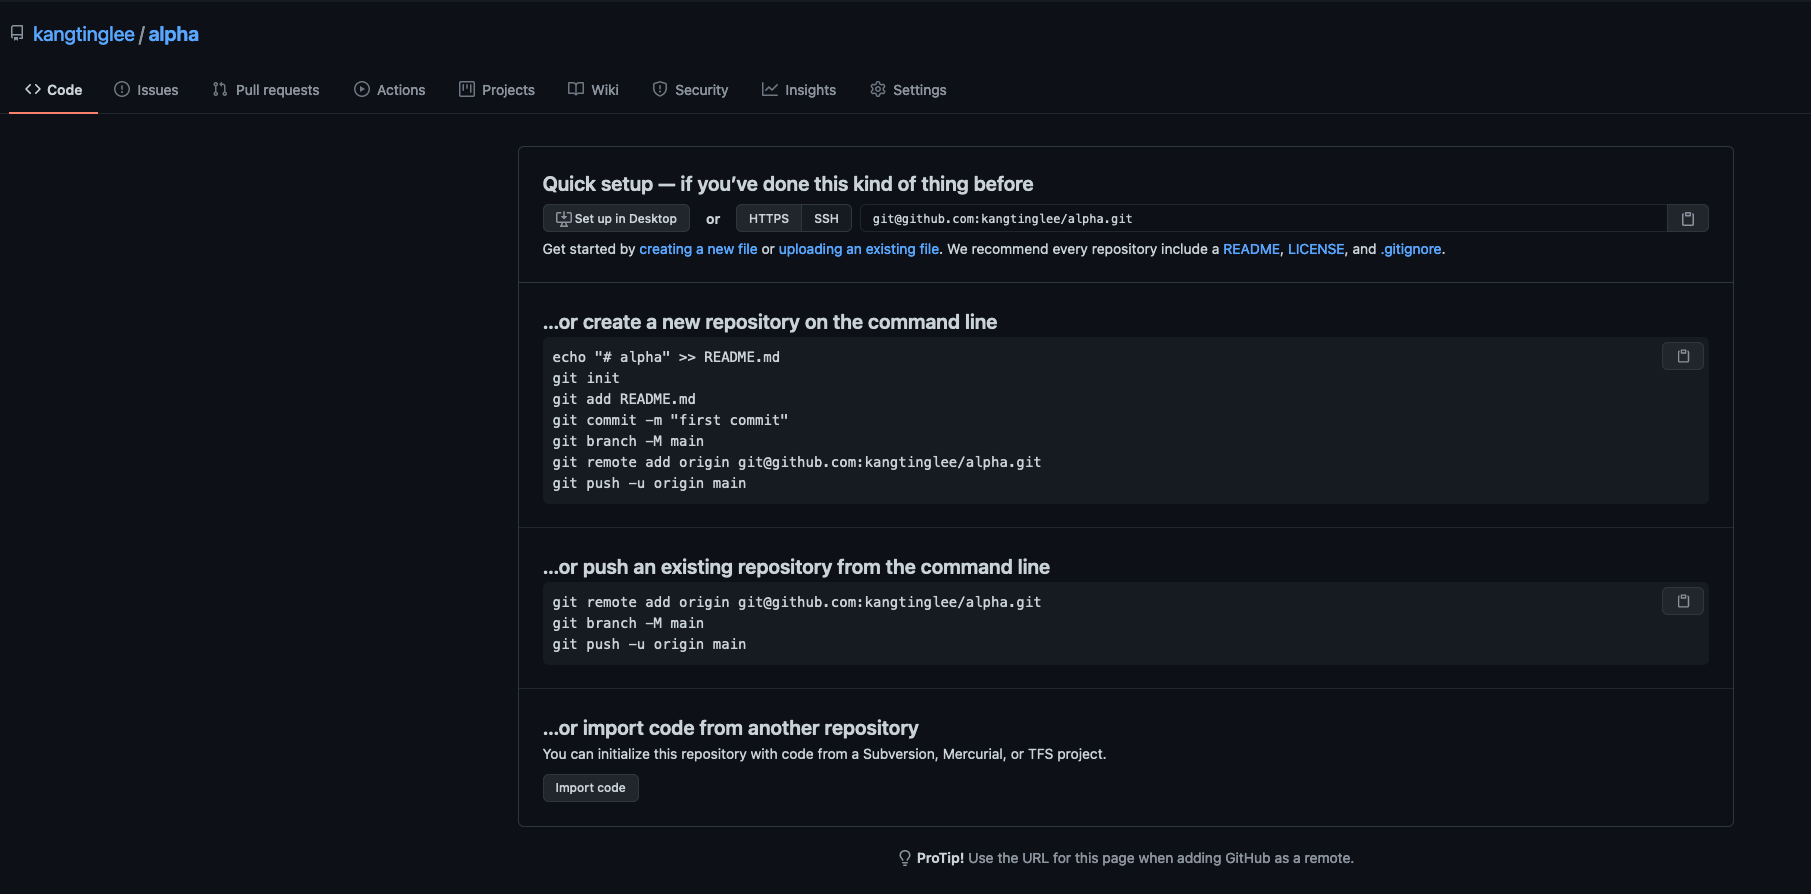 kangtinglee / alpha
Code Issues Pull requests Actions Projects Wiki Security Insights Settings
Quick setup — if you’ve done this kind of thing before
Set up in Desktop or HTTPS SSH git@github.com:kangtinglee/alpha.git
Get started by creating a new file or uploading an existing file. We recommend every repository include a README, LICENSE, and .gitignore.
…or create a new repository on the command line
echo "# alpha" >> README.md
git init
git add README.md
git commit -m "first commit"
git branch -M main
git remote add origin git@github.com:kangtinglee/alpha.git
git push -u origin main
…or push an existing repository from the command line
git remote add origin git@github.com:kangtinglee/alpha.git
git branch -M main
git push -u origin main
…or import code from another repository
You can initialize this repository with code from a Subversion, Mercurial, or TFS project.
Import code
ProTip! Use the URL for this page when adding GitHub as a remote.